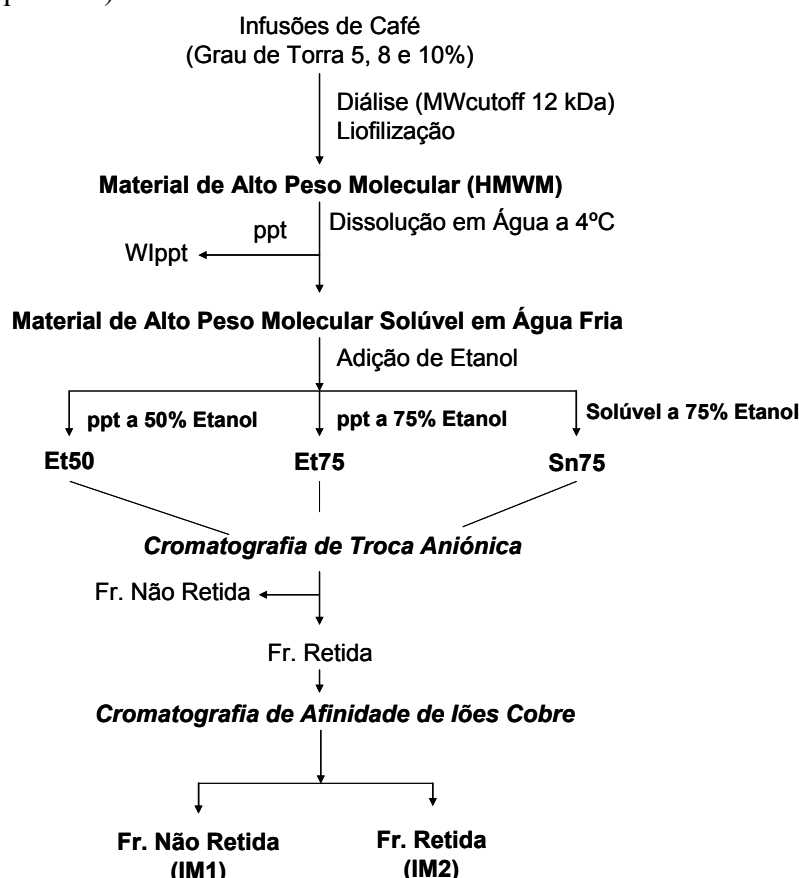 Infusões de Café
(Grau de Torra 5, 8 e 10%)
Diálise (MWcutoff 12 kDa)
Liofilização
Material de Alto Peso Molecular (HMWM)
Dissolução em Água a 4ºC
ppt
WIppt
Material de Alto Peso Molecular Solúvel em Água Fria
Adição de Etanol
ppt a 50% Etanol
ppt a 75% Etanol
Solúvel a 75% Etanol
Et50
Et75
Sn75
Cromatografia de Troca Aniónica
Fr. Não Retida
Fr. Retida
Cromatografia de Afinidade de Iões Cobre
Fr. Não Retida
(IM1)
Fr. Retida
(IM2)